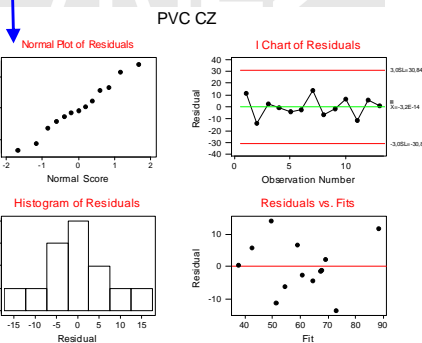 PVC CZ
Normal Plot of Residuals
-2 -1 0 1 2
Normal Score
I Chart of Residuals
40
30
20
10
0
-10
-20
-30
-40
Residual
3,0SL=30,84
X=-3,2E-14
-3,0SL=-30,8
0 5 10
Observation Number
Histogram of Residuals
-15 -10 -5 0 5 10 15
Residual
Residuals vs. Fits
10
0
-10
Residual
40 50 60 70 80 90
Fit